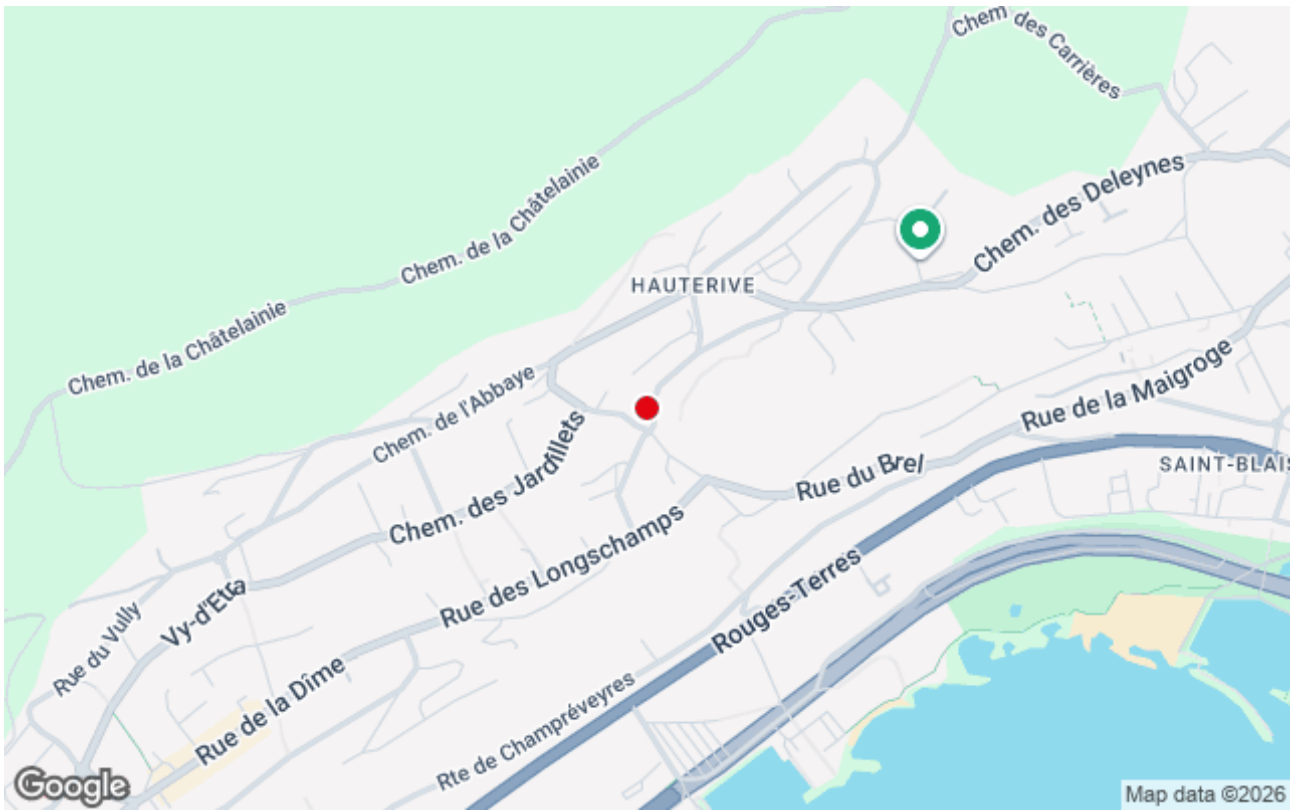 Chem. des Carrières
Chem. de la Châtelainie
Chem. des Deleynes
HAUTERIVE
Chem. de la Châtelainie
Chem. de l'Abbaye
Rue de la Maigroge
Chem. des Jardillets
Rue du Brel
SAINT-BLAIS
Rue des Longschamps
Rouges-Terres
Vy-d'Etra
Rue du Vully
Rue de la Dîme
Rte de Champréveyres
Google
Map data ©2026